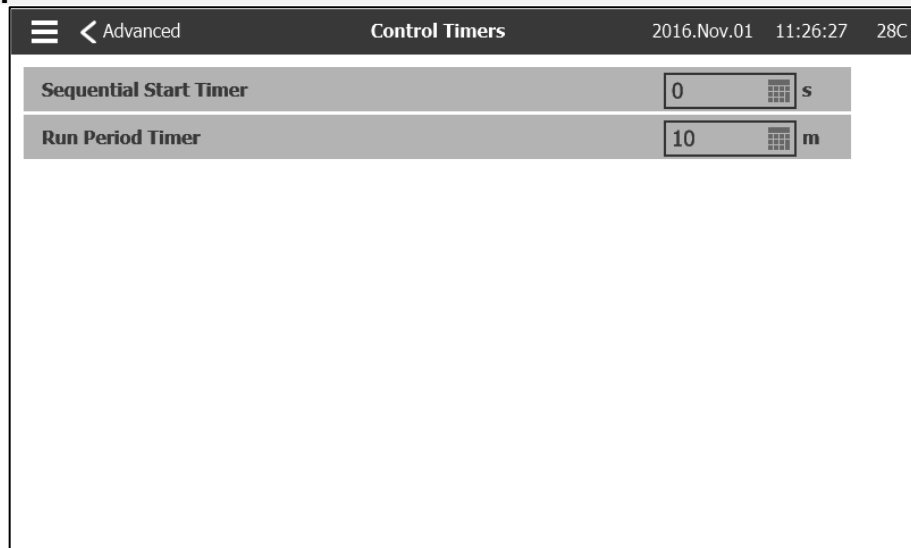 Advanced Control Timers 2016.Nov.01 11:26:27 28C
Sequential Start Timer 0 s
Run Period Timer 10 m